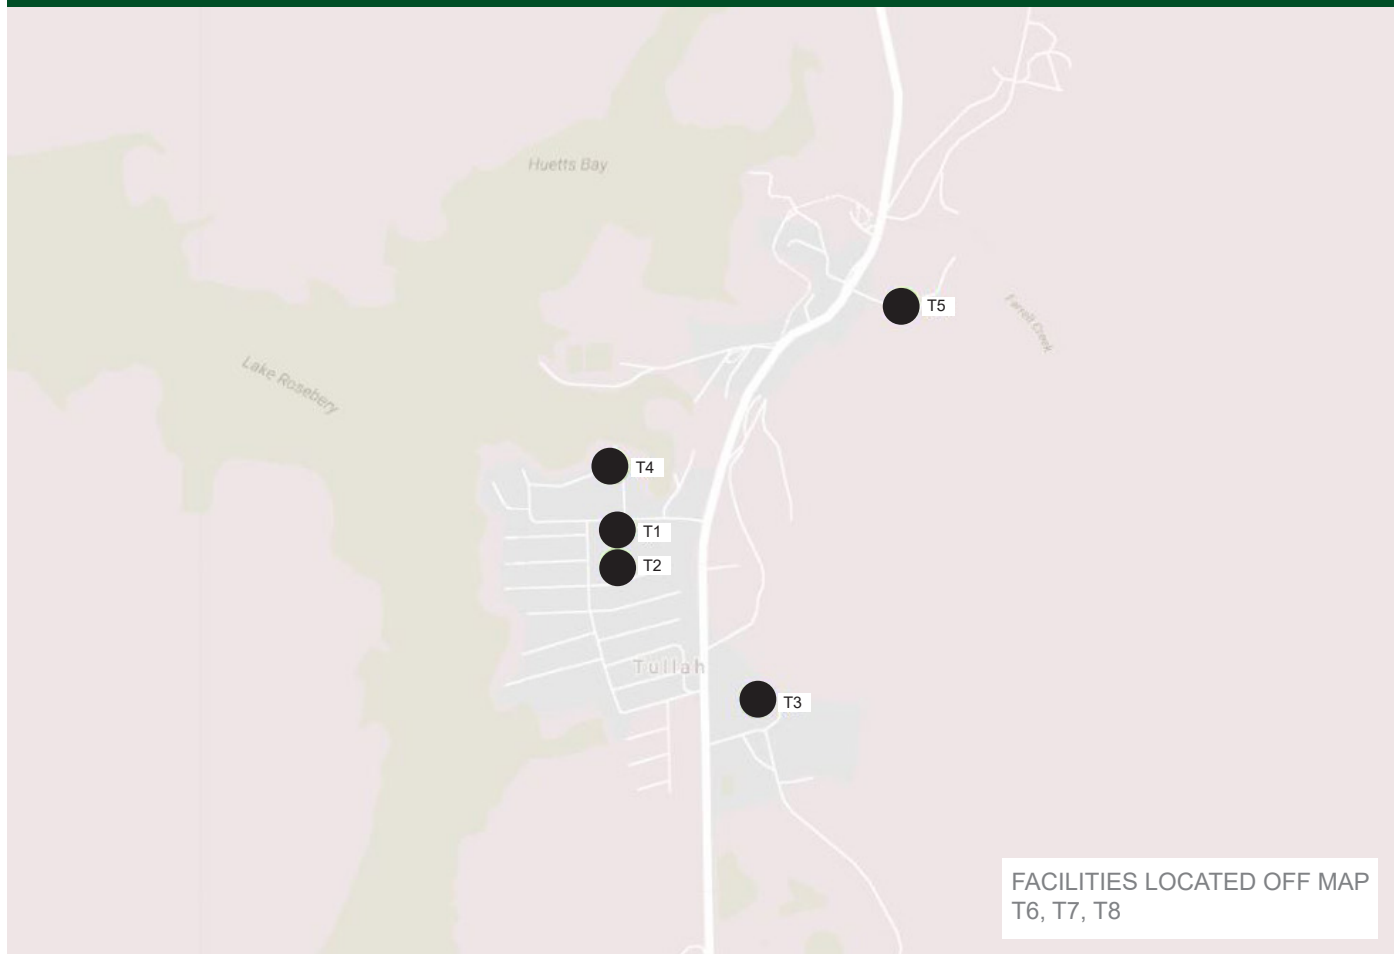 Huetts Bay
T5
Farrell Creek
Lake Rosebery
T4
T1
T2
Tullah
T3
FACILITIES LOCATED OFF MAP
T6, T7, T8